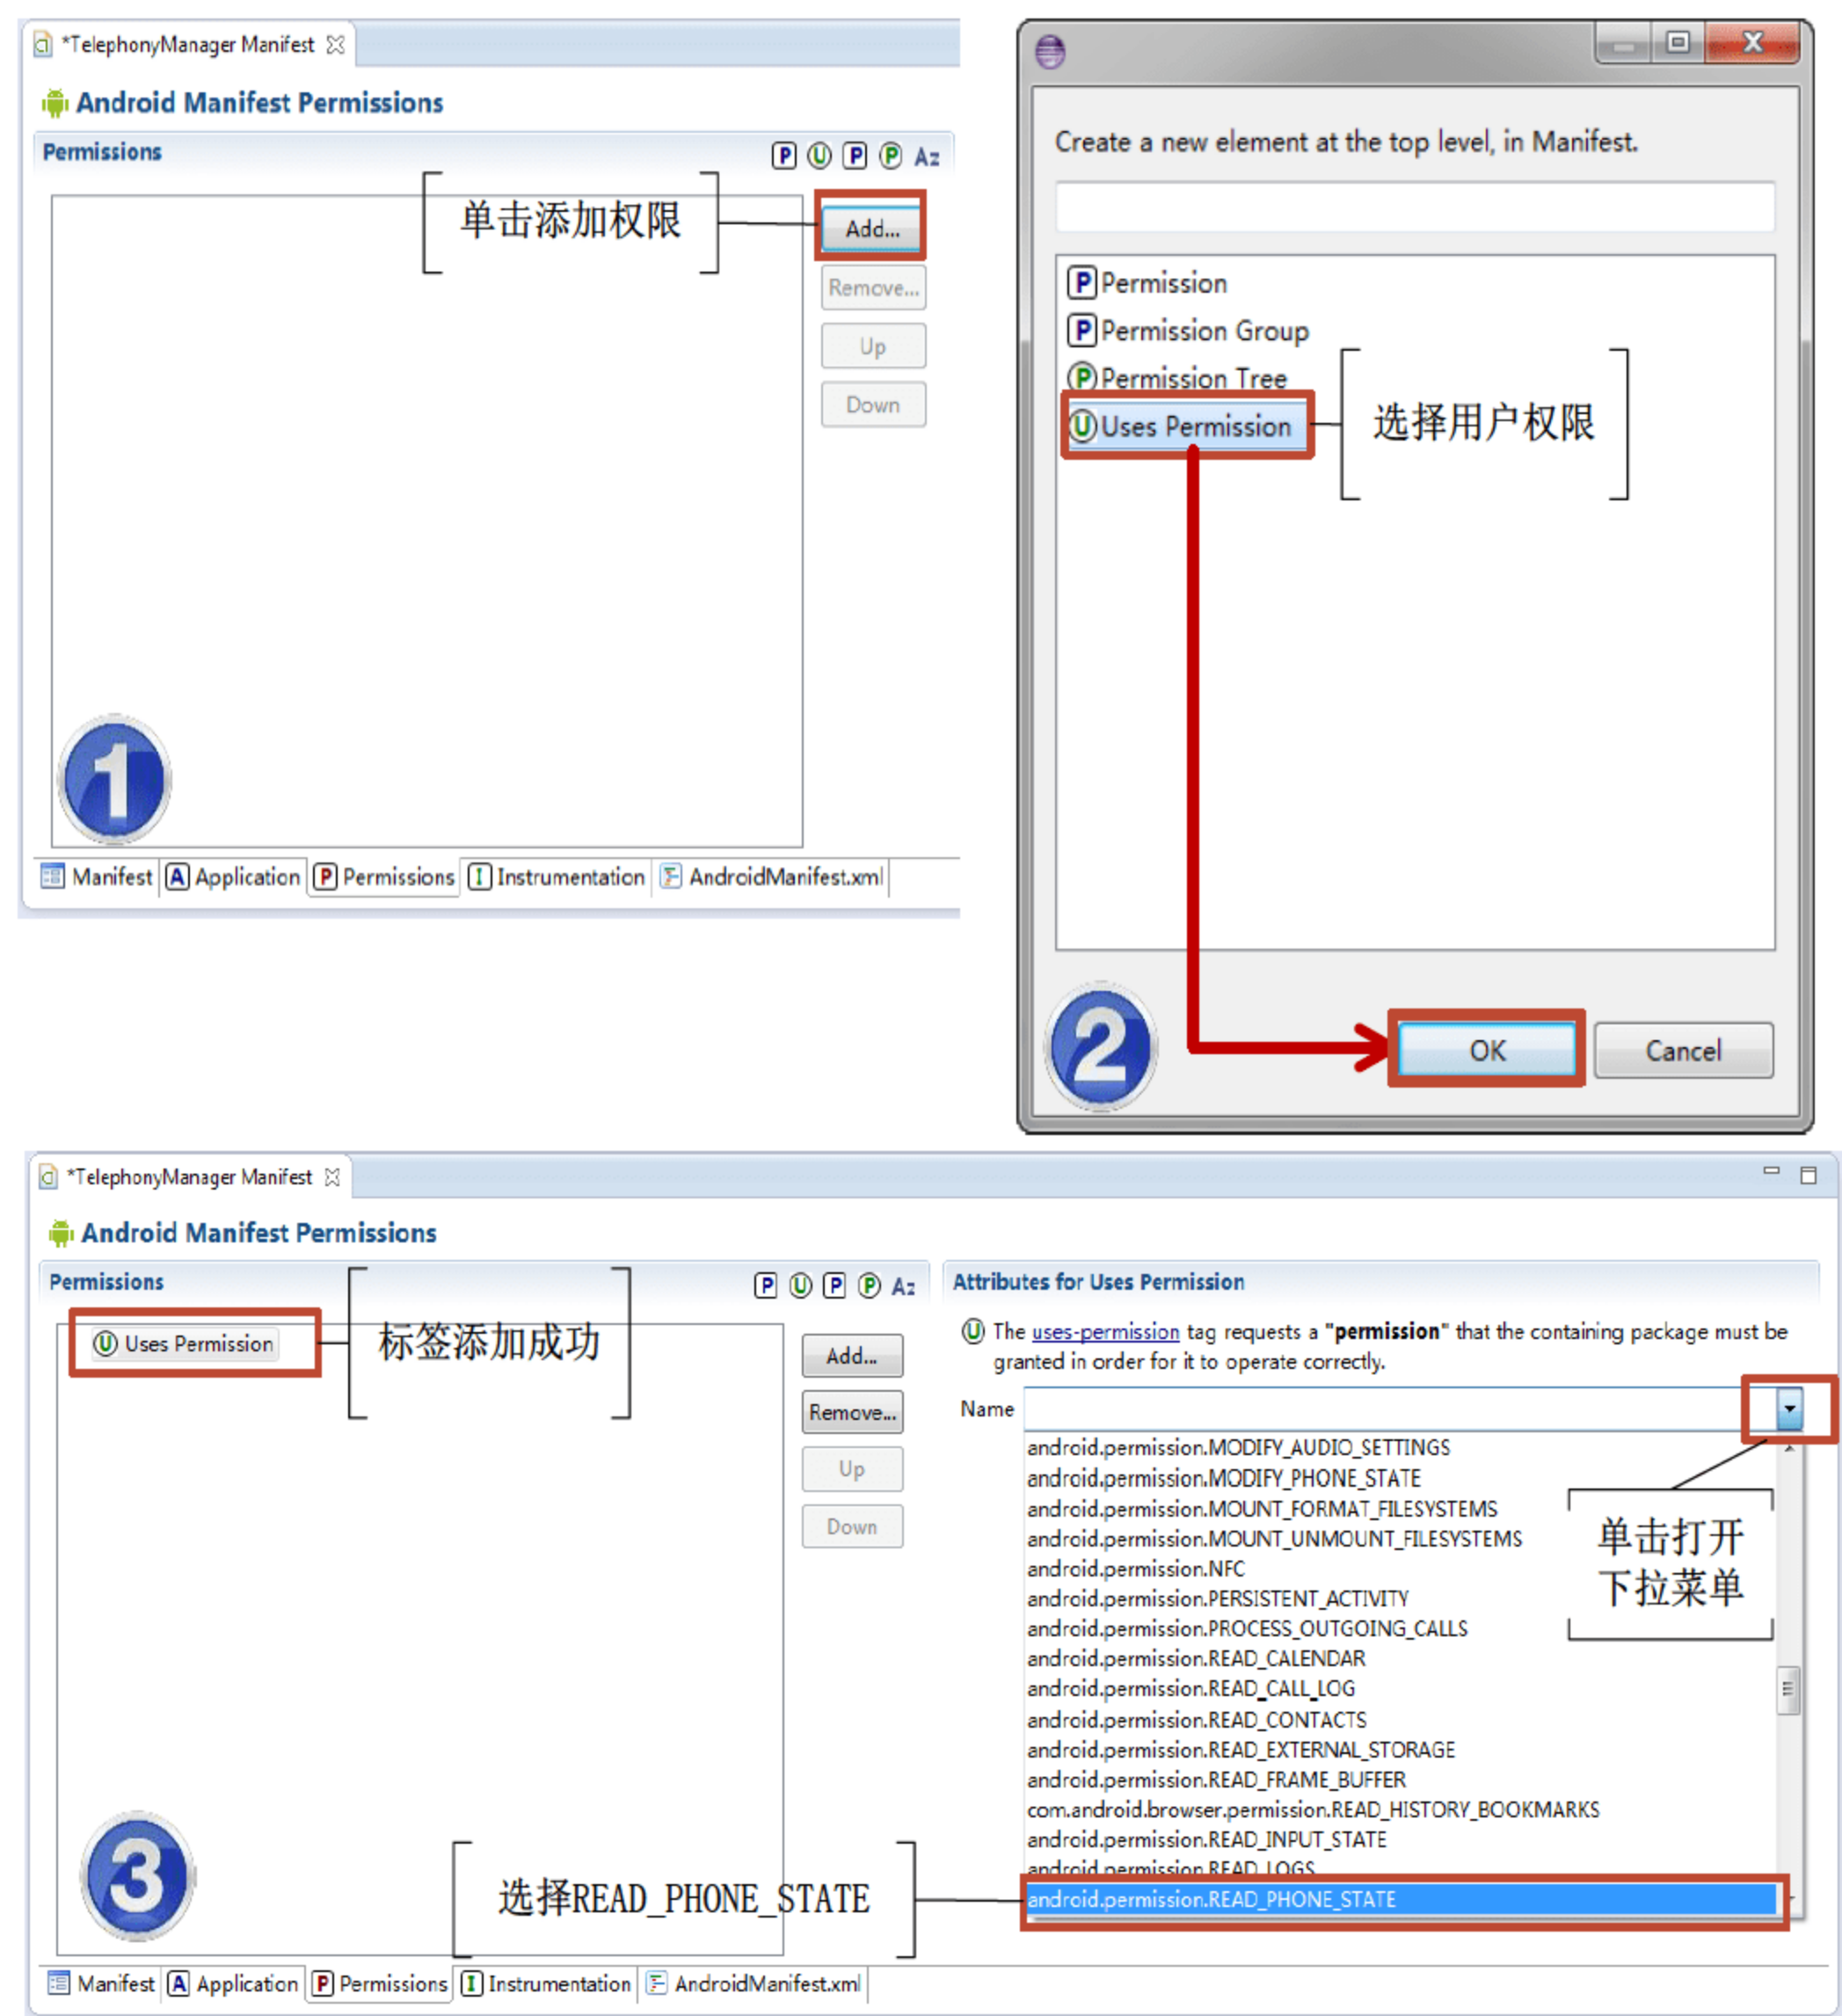 *TelephonyManager Manifest
Android Manifest Permissions
Permissions
P U P P Az
单击添加权限
Add...
Remove...
Up
Down
1
Manifest A Application P Permissions I Instrumentation AndroidManifest.xml
Create a new element at the top level, in Manifest.
P Permission
P Permission Group
P Permission Tree
U Uses Permission
选择用户权限
2
OK Cancel
*TelephonyManager Manifest
Android Manifest Permissions
Permissions
P U P P Az
U Uses Permission
标签添加成功
Add...
Remove...
Up
Down
3
Attributes for Uses Permission
U The uses-permission tag requests a "permission" that the containing package must be
granted in order for it to operate correctly.
Name
android.permission.MODIFY_AUDIO_SETTINGS
android.permission.MODIFY_PHONE_STATE
android.permission.MOUNT_FORMAT_FILESYSTEMS
android.permission.MOUNT_UNMOUNT_FILESYSTEMS
android.permission.NFC
android.permission.PERSISTENT_ACTIVITY
android.permission.PROCESS_OUTGOING_CALLS
android.permission.READ_CALENDAR
android.permission.READ_CALL_LOG
android.permission.READ_CONTACTS
android.permission.READ_EXTERNAL_STORAGE
android.permission.READ_FRAME_BUFFER
com.android.browser.permission.READ_HISTORY_BOOKMARKS
android.permission.READ_INPUT_STATE
android.permission.READ_LOGS
android.permission.READ_PHONE_STATE
单击打开
下拉菜单
选择READ_PHONE_STATE
Manifest A Application P Permissions I Instrumentation AndroidManifest.xml